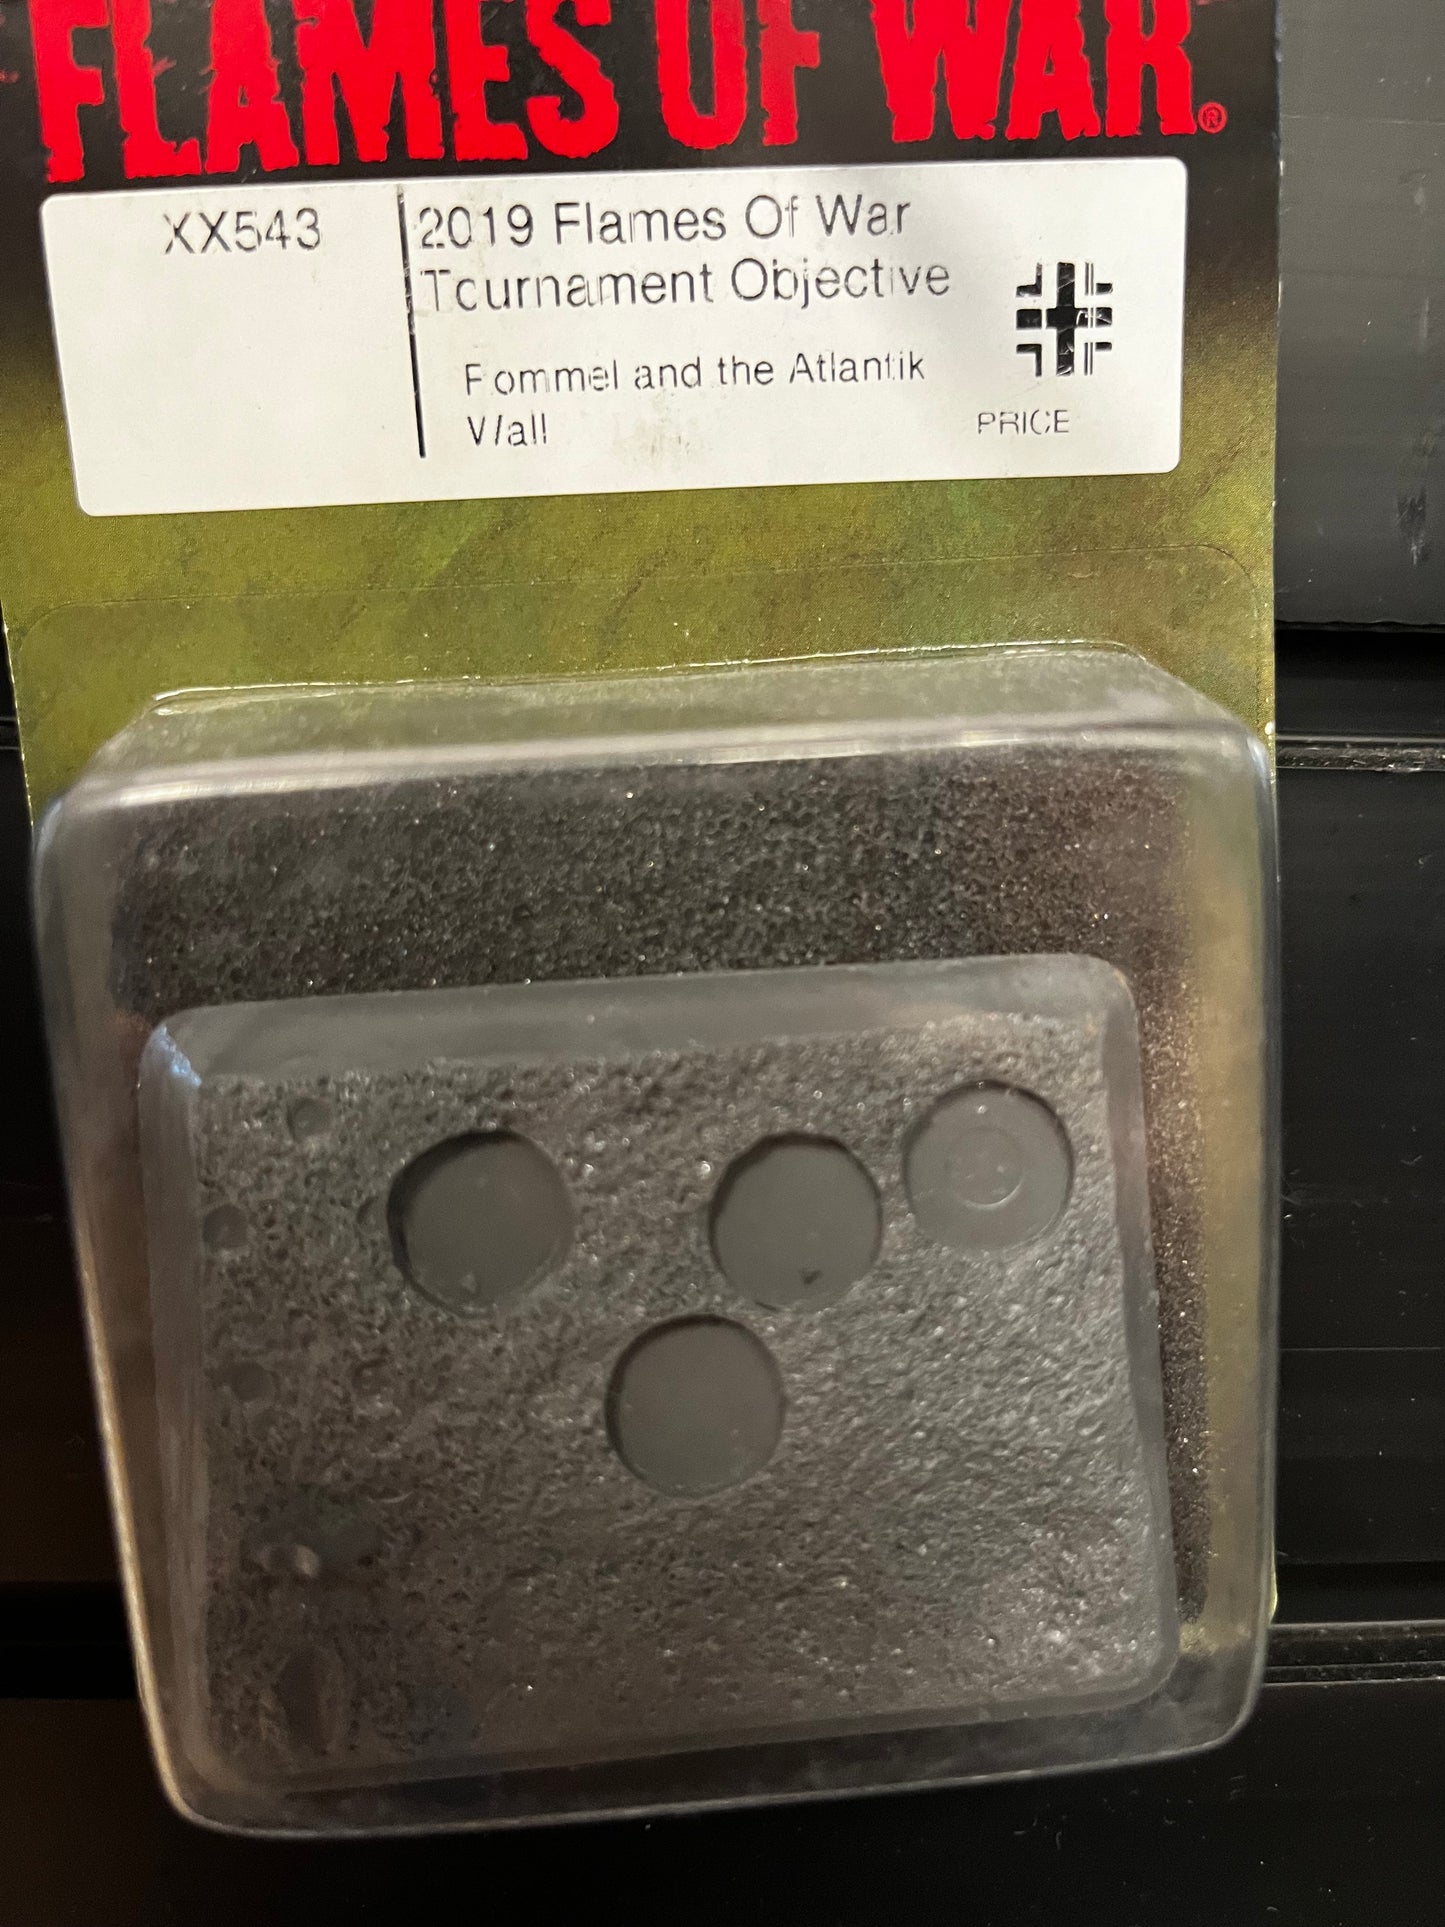 FLAMES OF WAR®
XX543
2019 Flames Of War
Tournament Objective
Rommel and the Atlantik
Wall
PRICE